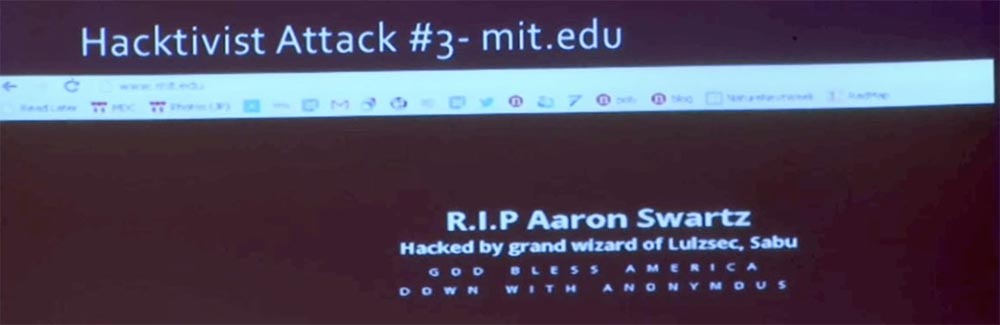 Hacktivist Attack #3- mit.edu
www.mit.edu
Read Later MDC Photos (JP) blog RailMap
R.I.P Aaron Swartz
Hacked by grand wizard of Lulzsec, Sabu
GOD BLESS AMERICA
DOWN WITH ANONYMOUS